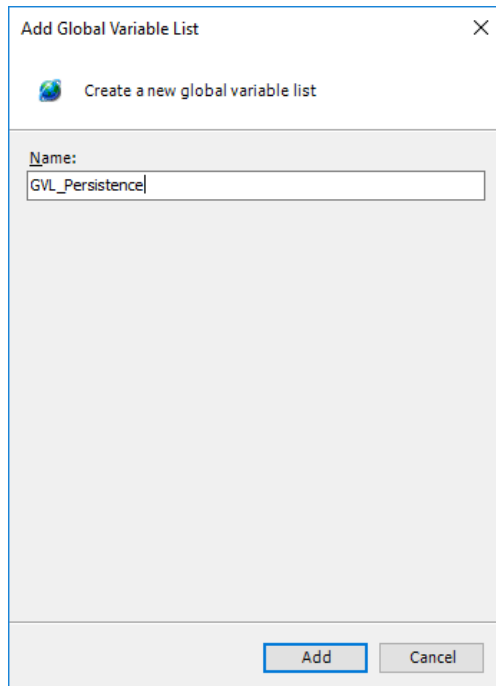 Add Global Variable List
Create a new global variable list
Name:
GVL_Persistence
Add
Cancel